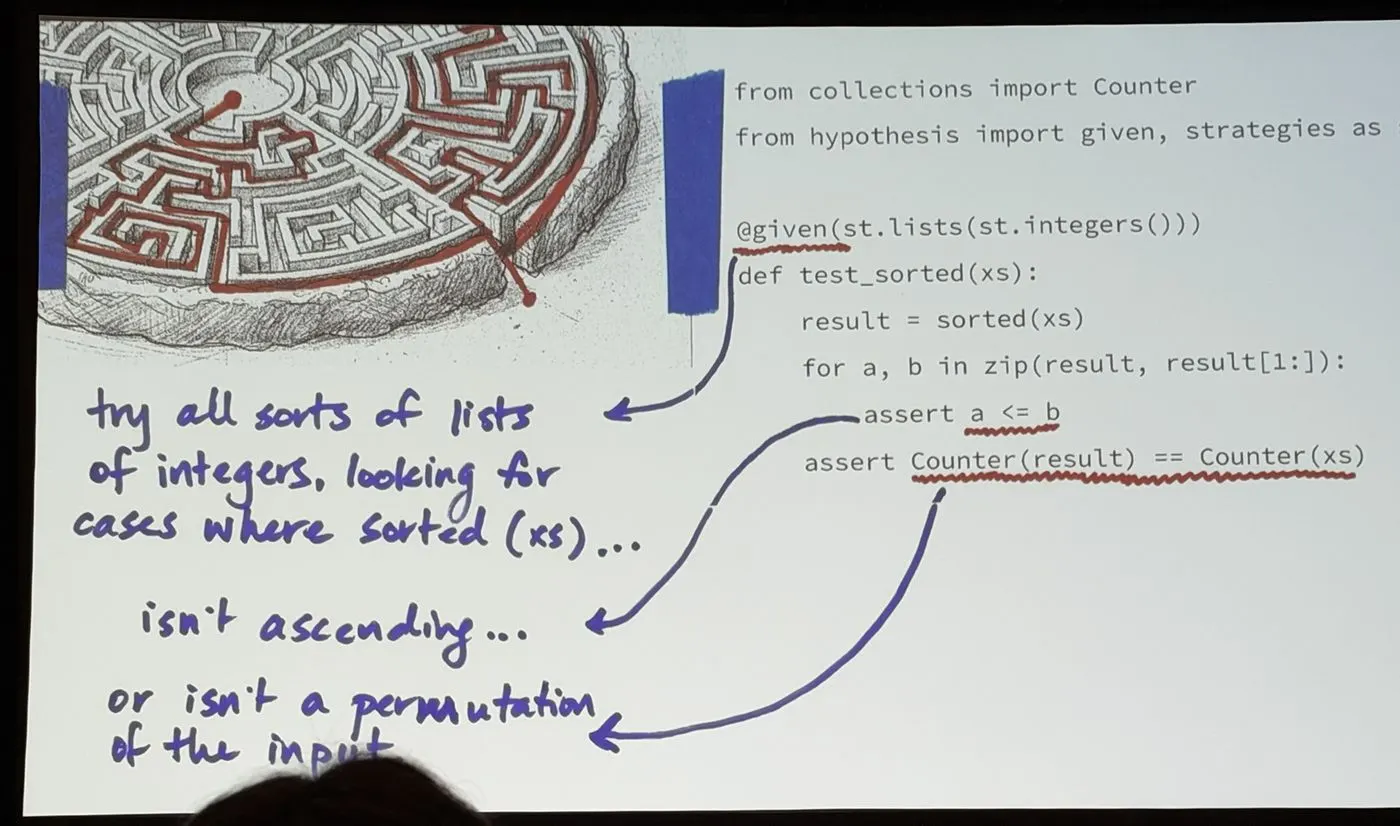 from collections import Counter
from hypothesis import given, strategies as
@given(st.lists(st.integers()))
def test_sorted(xs):
result = sorted(xs)
for a, b in zip(result, result[1:]):
assert a <= b
assert Counter(result) == Counter(xs)
try all sorts of lists
of integers, looking for
cases where sorted (xs)...
isn't ascending...
or isn't a permutation
of the input